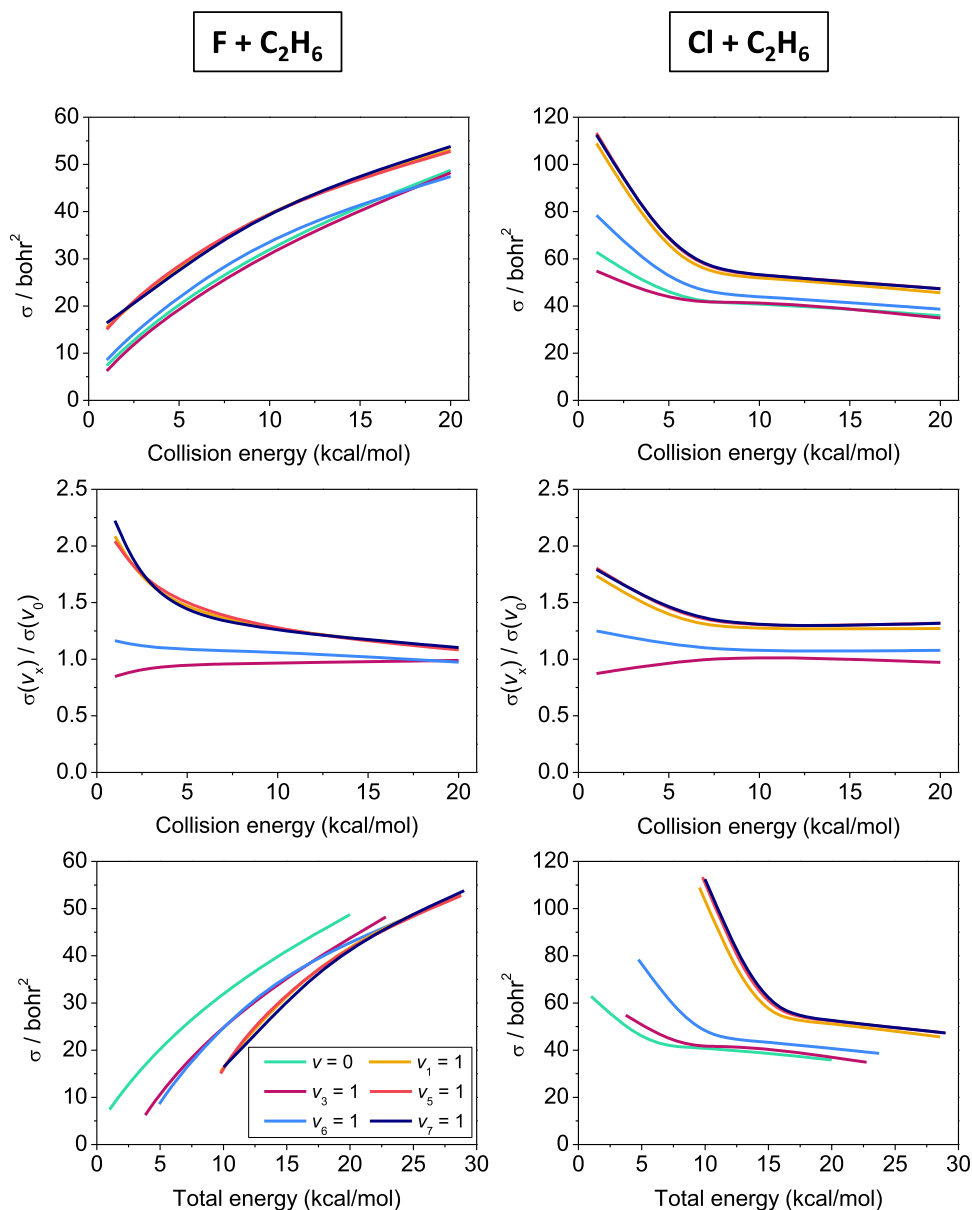 F + C₂H₆
Cl + C₂H₆
60
50
40
30
20
10
0
σ / bohr²
0 5 10 15 20
Collision energy (kcal/mol)
120
100
80
60
40
20
0
σ / bohr²
0 5 10 15 20
Collision energy (kcal/mol)
2.5
2.0
1.5
1.0
0.5
0.0
σ(vₓ) / σ(v₀)
0 5 10 15 20
Collision energy (kcal/mol)
2.5
2.0
1.5
1.0
0.5
0.0
σ(vₓ) / σ(v₀)
0 5 10 15 20
Collision energy (kcal/mol)
60
50
40
30
20
10
0
σ / bohr²
v = 0 v₁ = 1
v₃ = 1 v₅ = 1
v₆ = 1 v₇ = 1
0 5 10 15 20 25 30
Total energy (kcal/mol)
120
100
80
60
40
20
0
σ / bohr²
0 5 10 15 20 25 30
Total energy (kcal/mol)